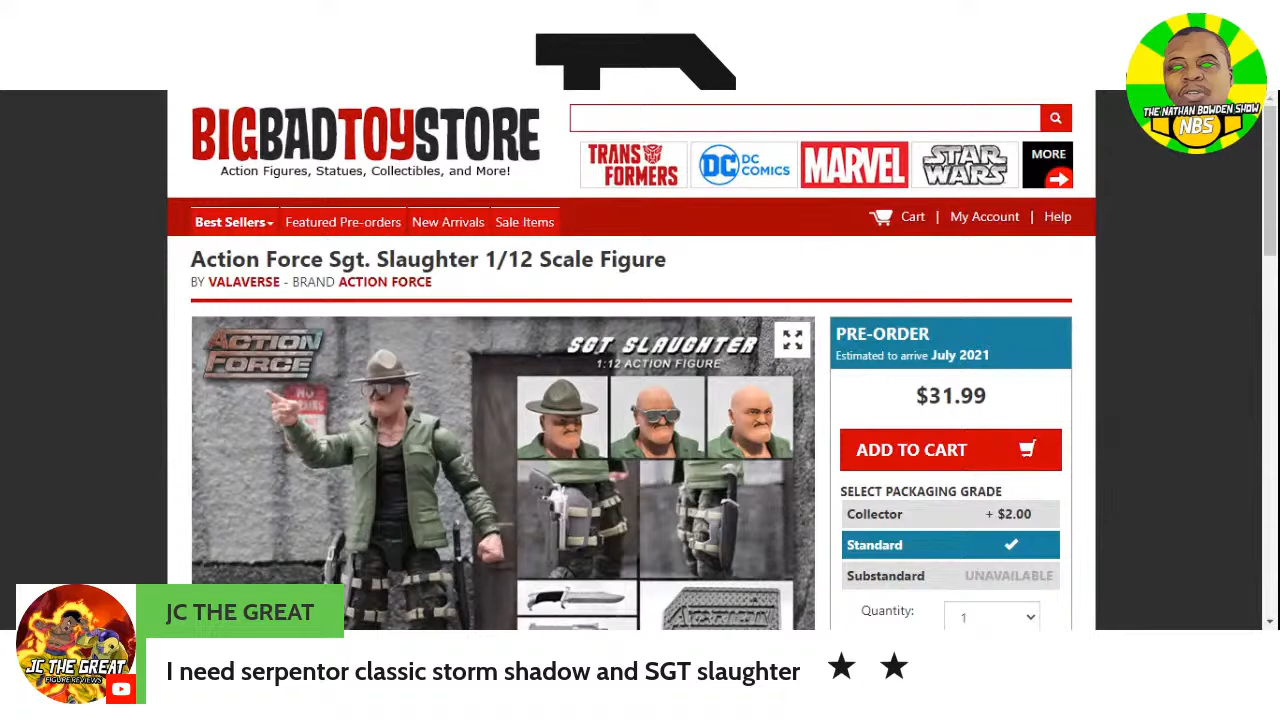 THE NATHAN BOWDEN SHOW
NBS
BIGBADTOYSTORE
Action Figures, Statues, Collectibles, and More!
TRANSFORMERS
DC
DC COMICS
MARVEL
STAR WARS
MORE
Best Sellers
Featured Pre-orders
New Arrivals
Sale Items
Cart | My Account | Help
Action Force Sgt. Slaughter 1/12 Scale Figure
BY VALAVERSE - BRAND ACTION FORCE
ACTION FORCE
SGT SLAUGHTER
1:12 ACTION FIGURE
PRE-ORDER
Estimated to arrive July 2021
$31.99
ADD TO CART
SELECT PACKAGING GRADE
Collector + $2.00
Standard
Substandard UNAVAILABLE
Quantity: 1
JC THE GREAT
FIGURE REVIEWS
JC THE GREAT
I need serpentor classic storm shadow and SGT slaughter